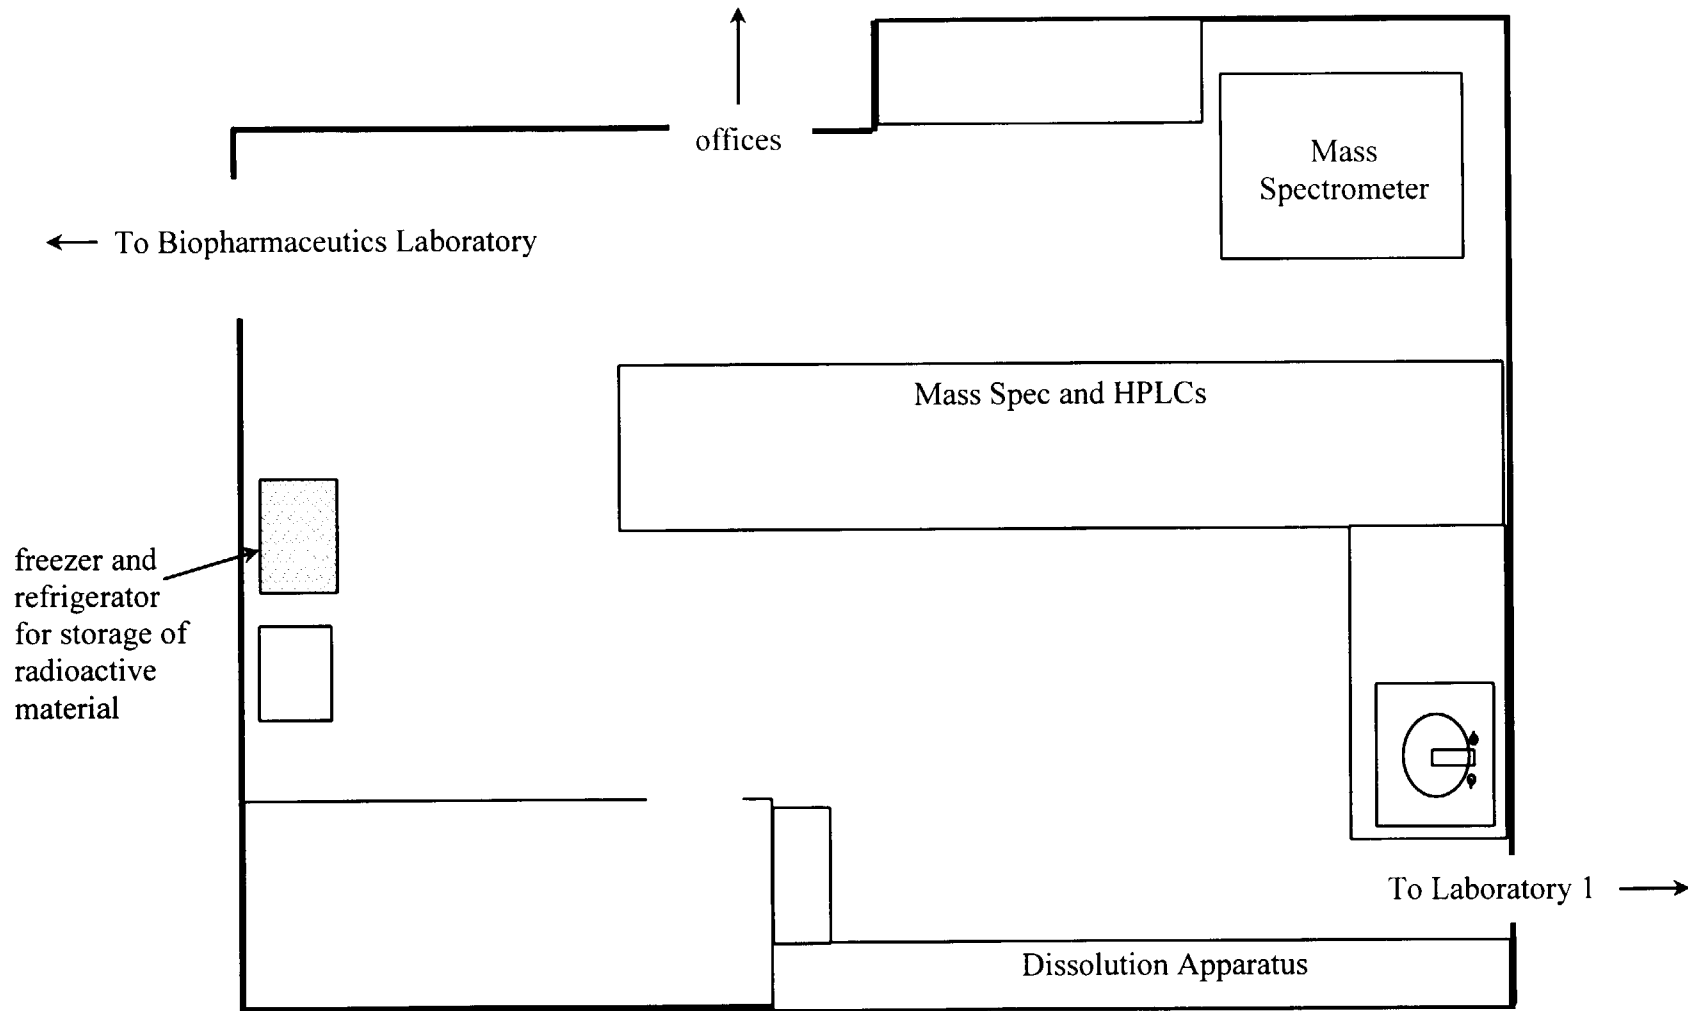 offices
Mass
Spectrometer
← To Biopharmaceutics Laboratory
Mass Spec and HPLCs
freezer and
refrigerator
for storage of
radioactive
material
To Laboratory 1 →
Dissolution Apparatus